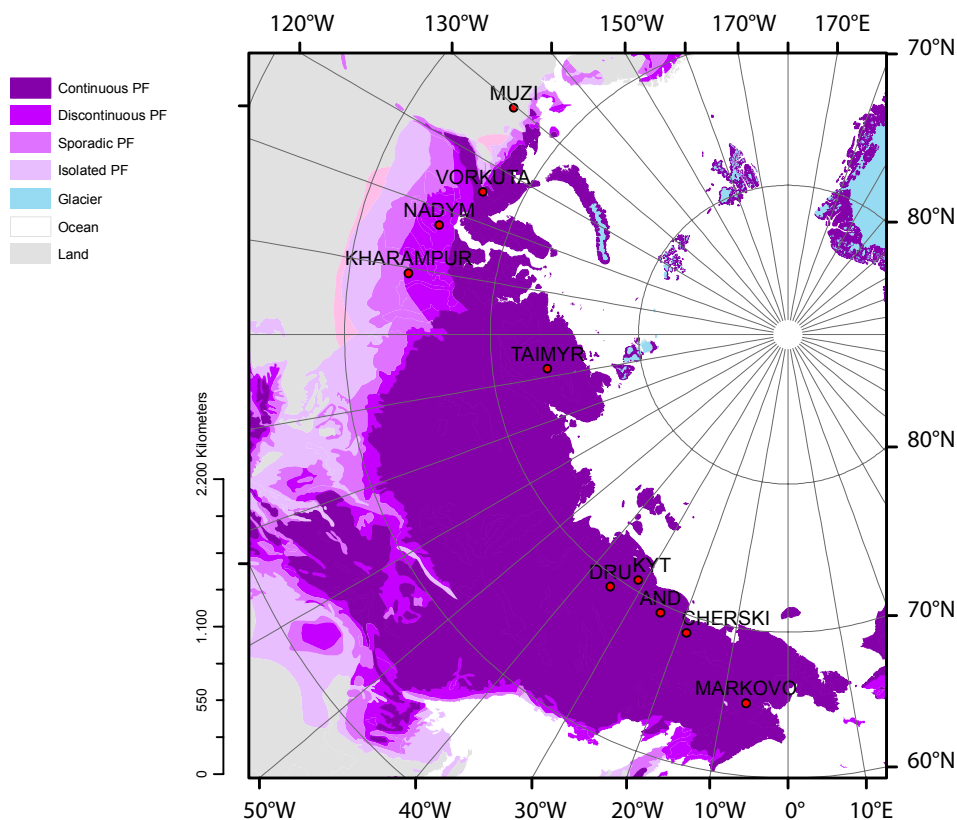 120°W 130°W 150°W 170°W 170°E
70°N
Continuous PF
Discontinuous PF
Sporadic PF
Isolated PF
Glacier
Ocean
Land
MUZI
VORKUTA
NADYM
80°N
KHARAMPUR
TAIMYR
80°N
2,200 Kilometers
1,100
550
0
KYT
DRU
AND
CHERSKI
70°N
MARKOVO
60°N
50°W 40°W 30°W 20°W 10°W 0° 10°E